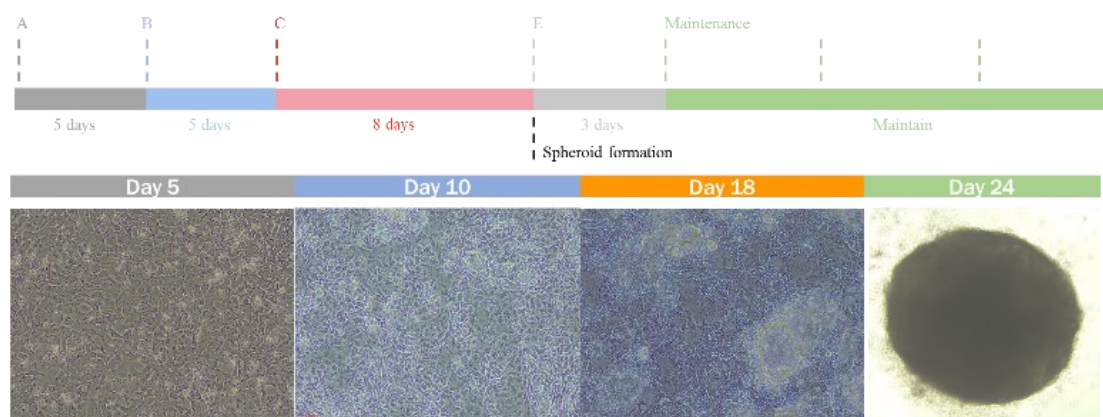 A B C E Maintenance
5 days 5 days 8 days 3 days Maintain
Spheroid formation
Day 5 Day 10 Day 18 Day 24